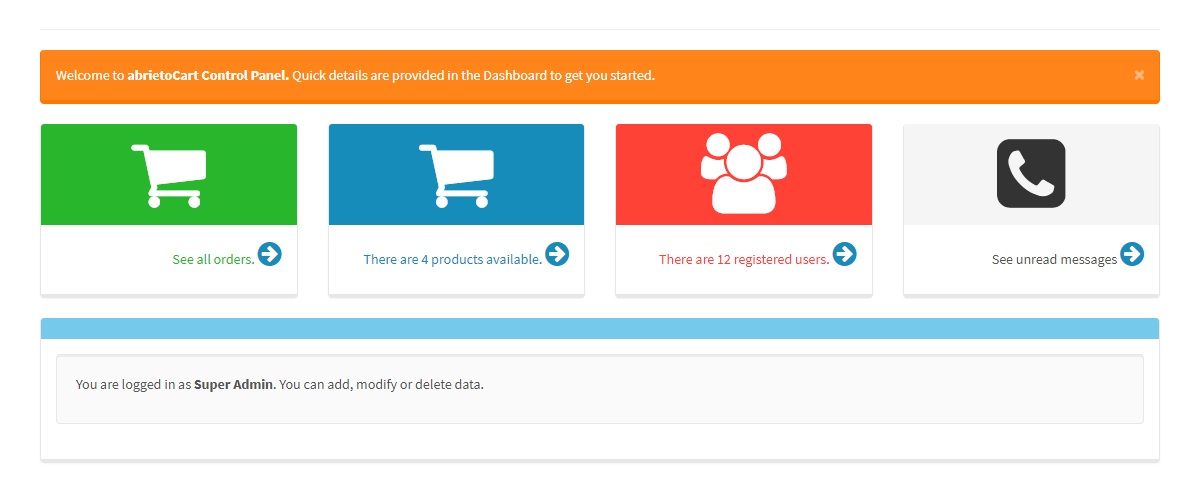 Welcome to abrietoCart Control Panel. Quick details are provided in the Dashboard to get you started.
See all orders.
There are 4 products available.
There are 12 registered users.
See unread messages
You are logged in as Super Admin. You can add, modify or delete data.